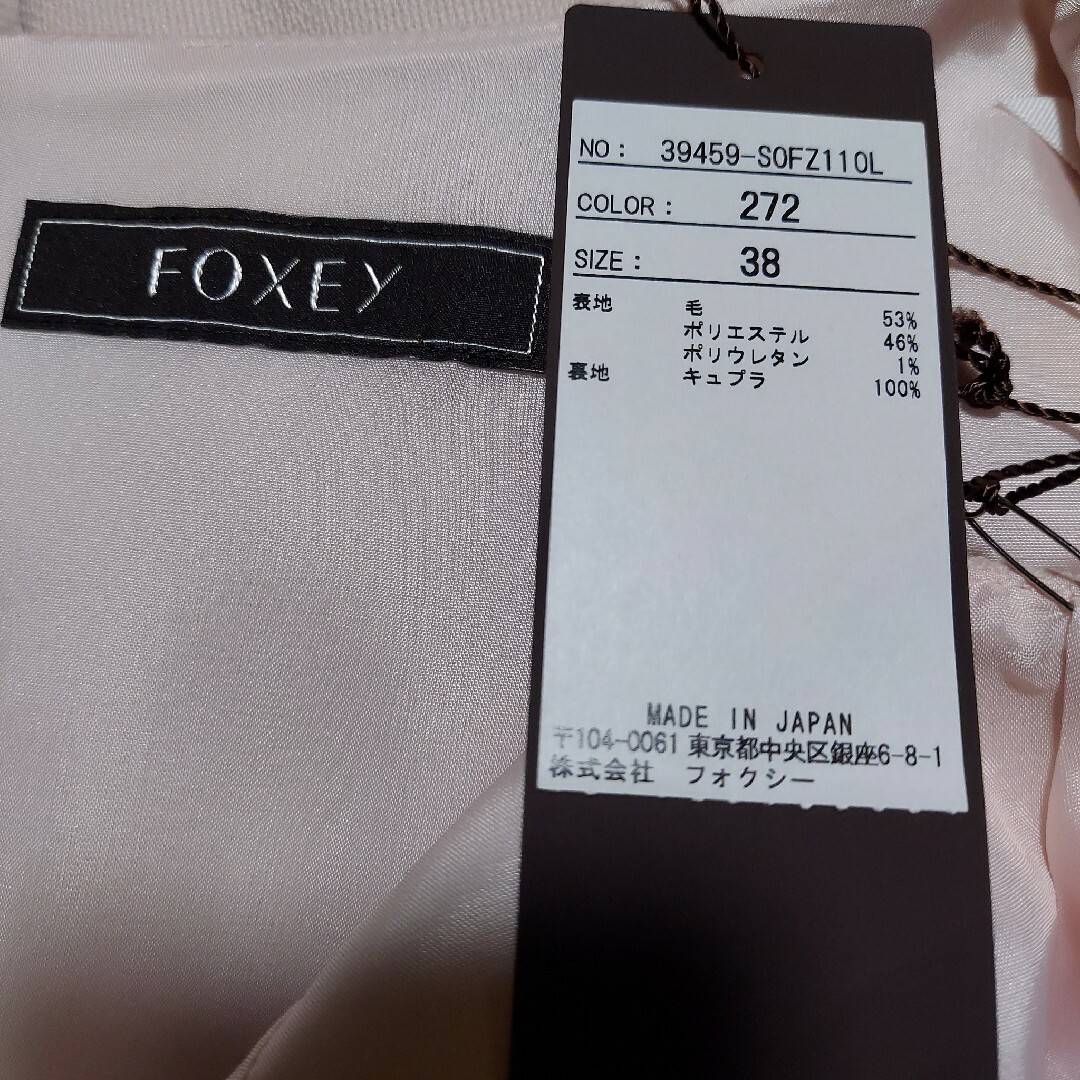 FOXEY
NO: 39459-SOFZ110L
COLOR: 272
SIZE: 38
表地 毛 53%
ポリエステル 46%
ポリウレタン 1%
裏地 キュプラ 100%
MADE IN JAPAN
〒104-0061 東京都中央区銀座6-8-1
株式会社 フォクシー